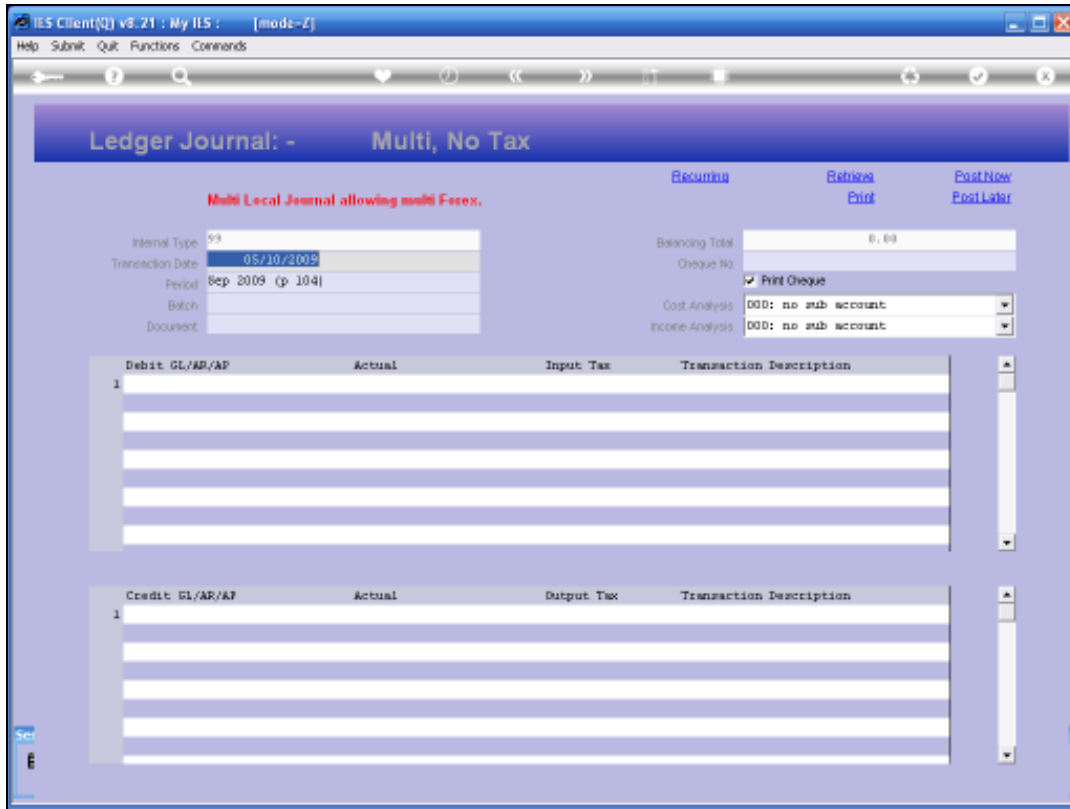 IES Client(Q) v8.21 : My IES : [mode-Z]
Help Submit Quit Functions Commands
Ledger Journal: - Multi, No Tax
Recurring Retrieve Post Now
Multi Local Journal allowing multi Forex. Print Post Later
Internal Type 99 Balancing Total 0.00
Transaction Date 05/10/2009 Cheque No
Period Sep 2009 (p 104) Print Cheque
Batch Cost Analysis 000: no sub account
Document Income Analysis 000: no sub account
Debit GL/AR/AP Actual Input Tax Transaction Description
1
Credit GL/AR/AP Actual Output Tax Transaction Description
1